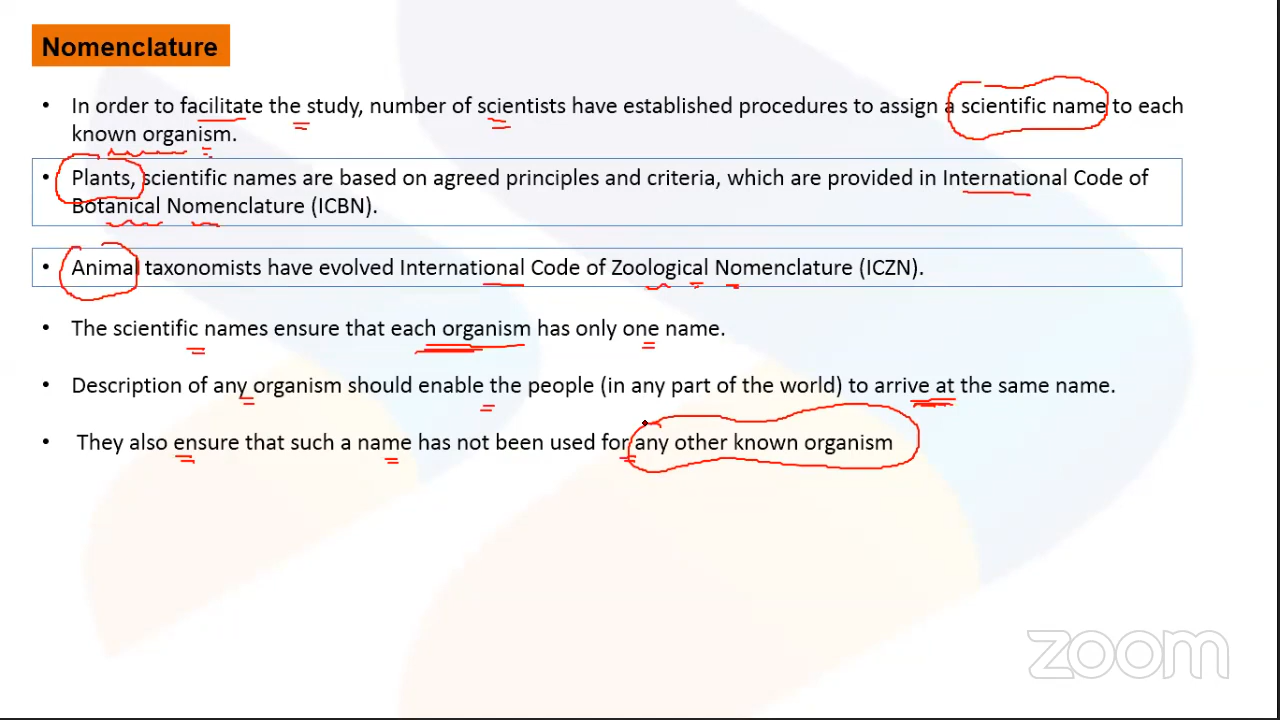 Nomenclature
• In order to facilitate the study, number of scientists have established procedures to assign a scientific name to each
known organism.
• Plants, scientific names are based on agreed principles and criteria, which are provided in International Code of
Botanical Nomenclature (ICBN).
• Animal taxonomists have evolved International Code of Zoological Nomenclature (ICZN).
• The scientific names ensure that each organism has only one name.
• Description of any organism should enable the people (in any part of the world) to arrive at the same name.
• They also ensure that such a name has not been used for any other known organism
zoom